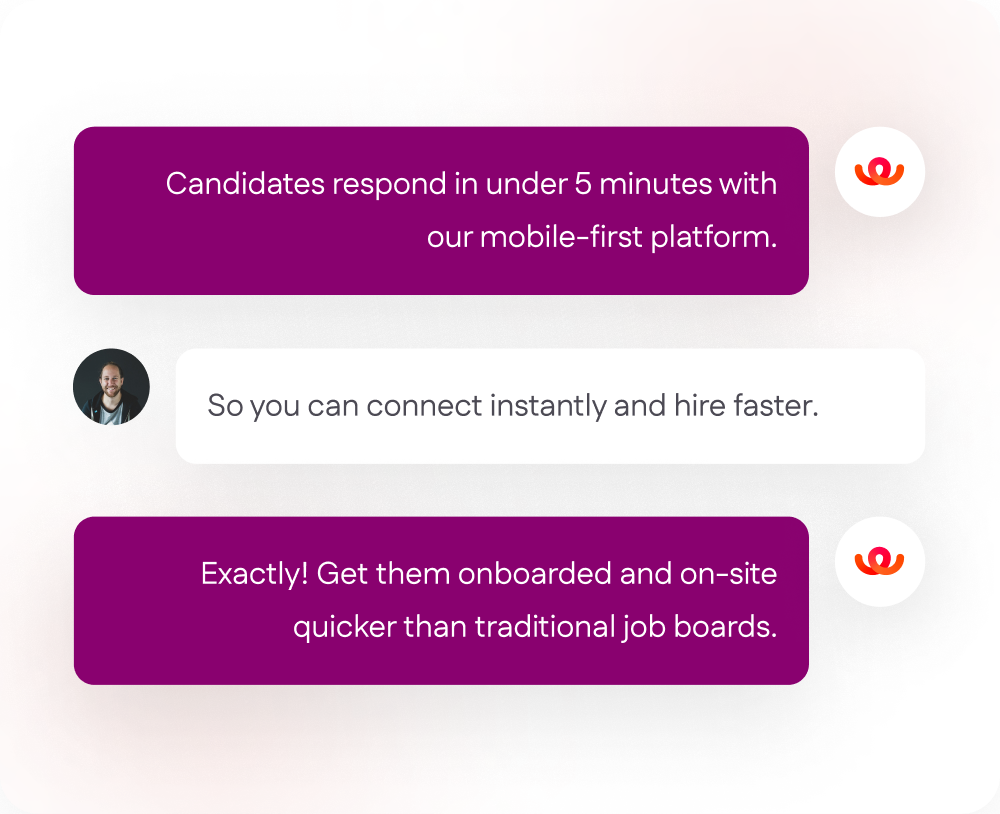 Candidates respond in under 5 minutes with
our mobile-first platform.
So you can connect instantly and hire faster.
Exactly! Get them onboarded and on-site
quicker than traditional job boards.